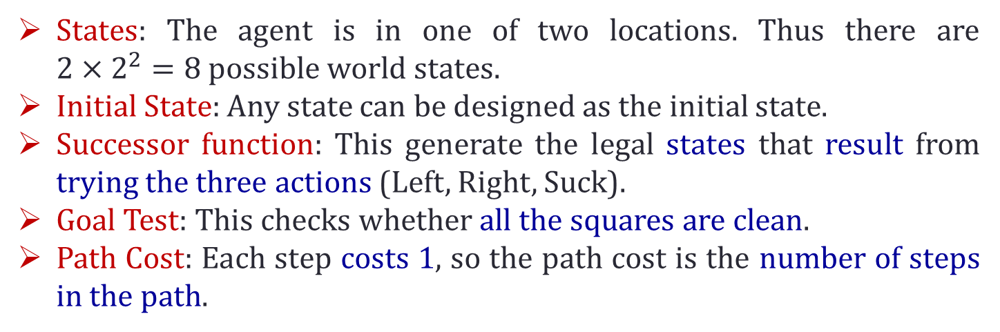 ➢ States: The agent is in one of two locations. Thus there are
2 × 2² = 8 possible world states.
➢ Initial State: Any state can be designed as the initial state.
➢ Successor function: This generate the legal states that result from
trying the three actions (Left, Right, Suck).
➢ Goal Test: This checks whether all the squares are clean.
➢ Path Cost: Each step costs 1, so the path cost is the number of steps
in the path.